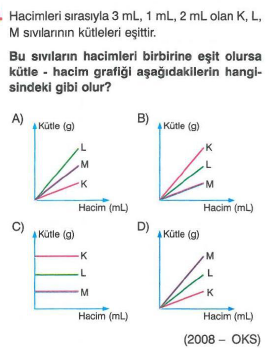 Hacimleri sırasıyla 3 mL, 1 mL, 2 mL olan K, L,
M sıvılarının kütleleri eşittir.
Bu sıvıların hacimleri birbirine eşit olursa
kütle - hacim grafiği aşağıdakilerin hangi-
sindeki gibi olur?
A)
Kütle (g)
L
M
K
Hacim (mL)
B)
Kütle (g)
K
L
M
Hacim (mL)
C)
Kütle (g)
K
L
M
Hacim (mL)
D)
Kütle (g)
M
L
K
Hacim (mL)
(2008 – OKS)